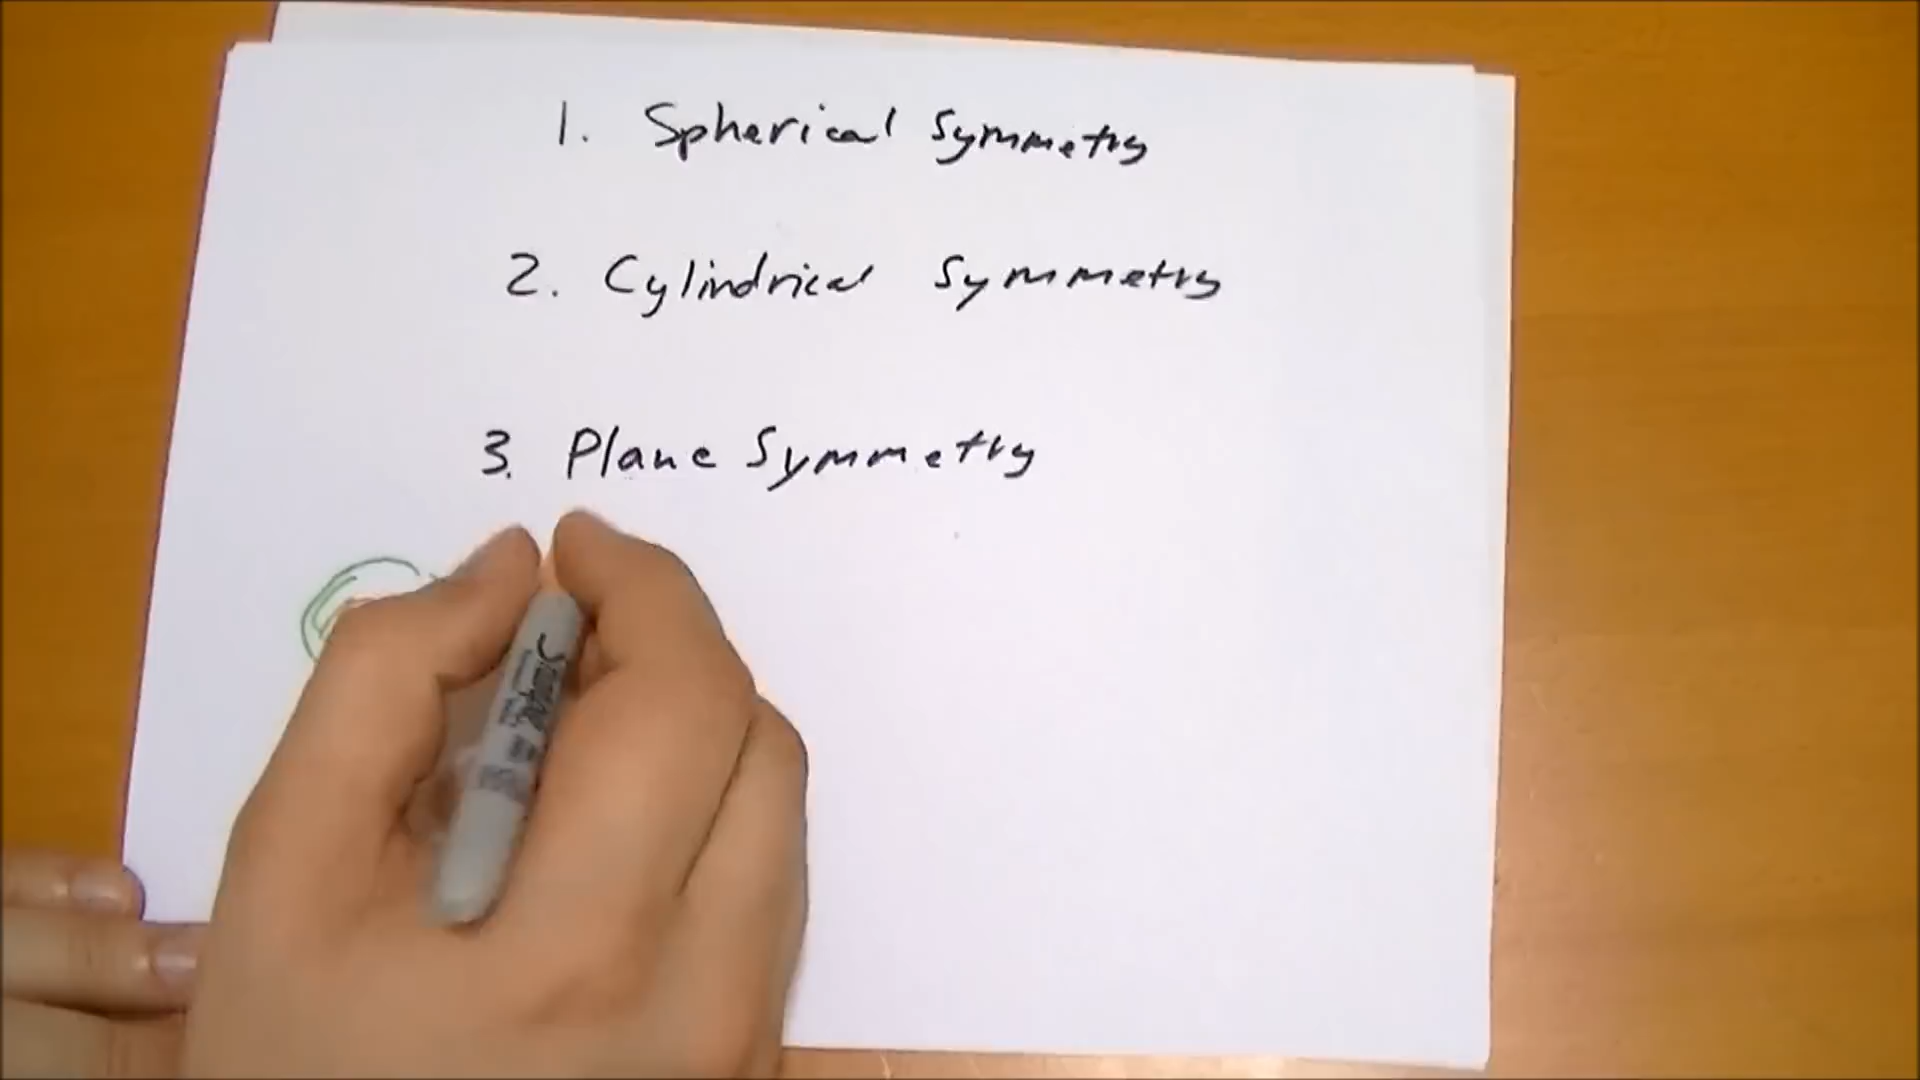 1. Spherical Symmetry
2. Cylindrical Symmetry
3. Plane Symmetry